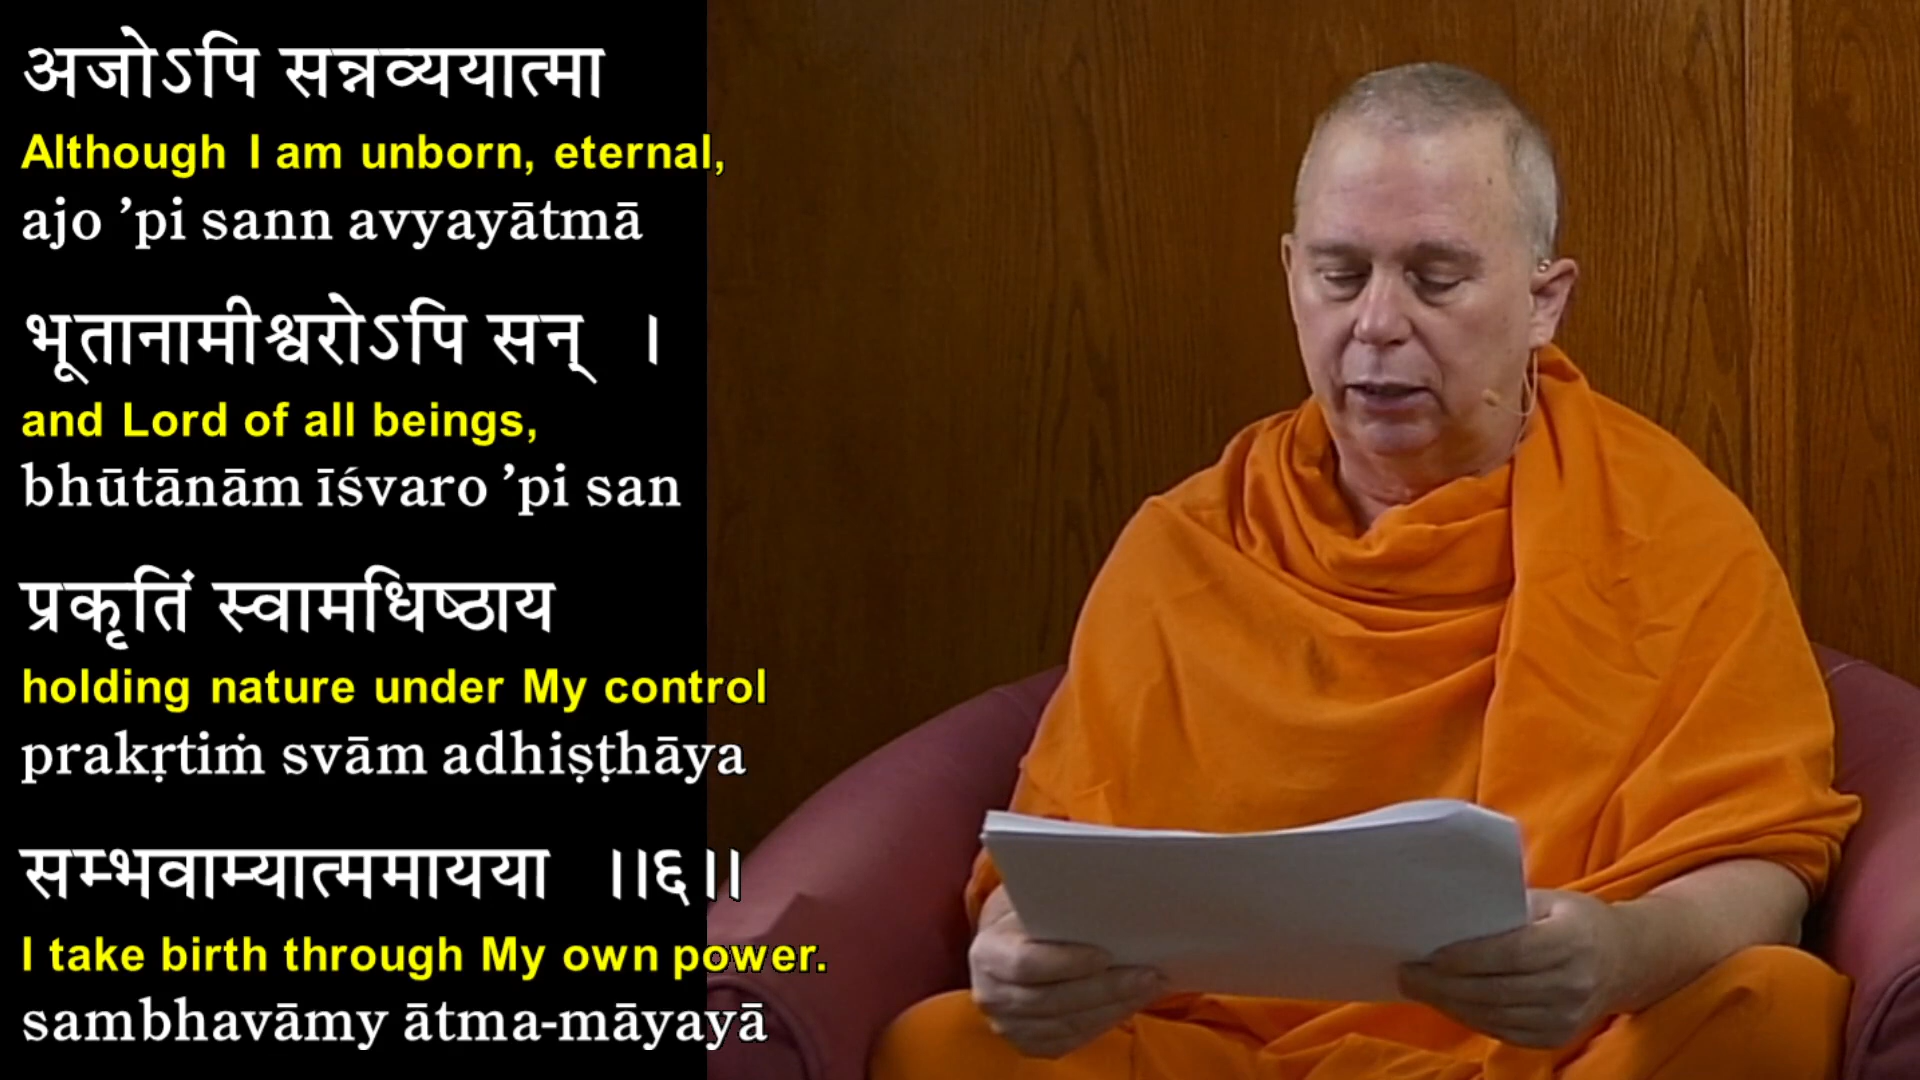 अजोऽपि सन्नव्ययात्मा
Although I am unborn, eternal,
ajo ’pi sann avyayātmā
भूतानामीश्वरोऽपि सन् ।
and Lord of all beings,
bhūtānām īśvaro ’pi san
प्रकृतिं स्वामधिष्ठाय
holding nature under My control
prakṛtiṁ svām adhiṣṭhāya
सम्भवाम्यात्ममायया ।।६।।
I take birth through My own power.
sambhavāmy ātma-māyayā